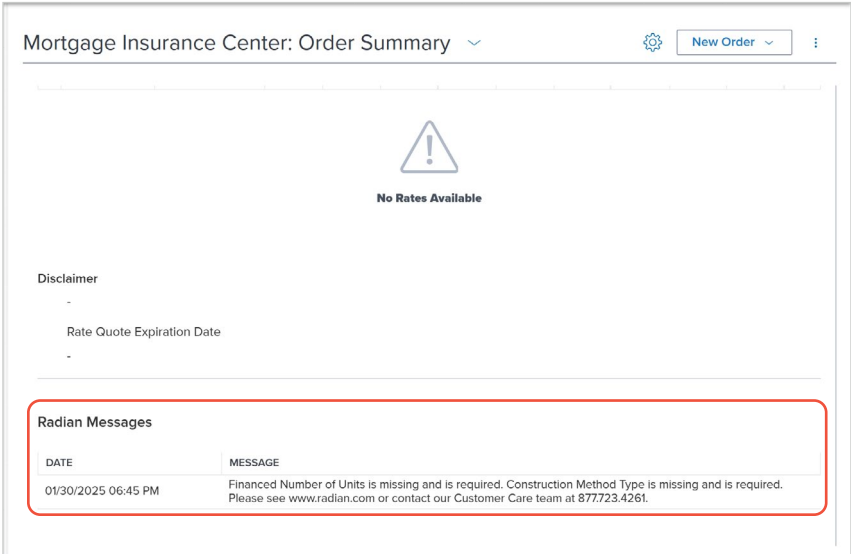 Mortgage Insurance Center: Order Summary
New Order
No Rates Available
Disclaimer
-
Rate Quote Expiration Date
-
Radian Messages
DATE
MESSAGE
01/30/2025 06:45 PM
Financed Number of Units is missing and is required. Construction Method Type is missing and is required.
Please see www.radian.com or contact our Customer Care team at 877.723.4261.